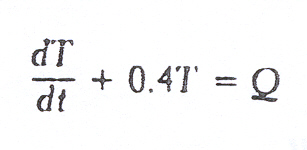 dT/dt + 0.4T = Q